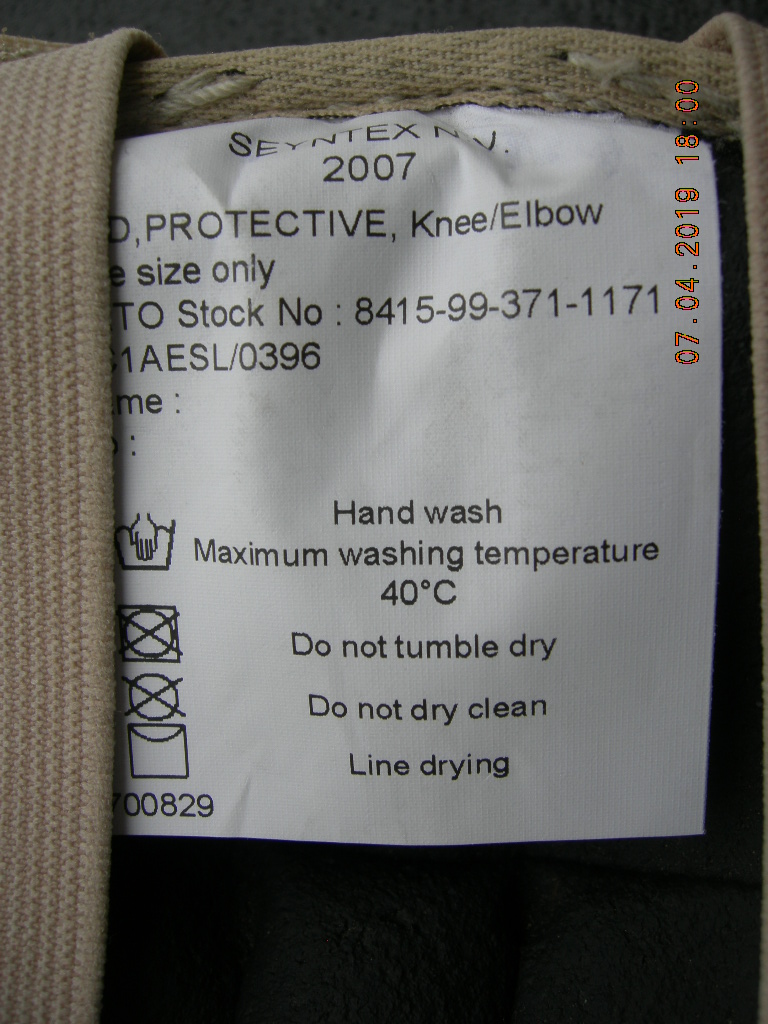 SEYNTEX N.V.
2007
D, PROTECTIVE, Knee/Elbow
e size only
TO Stock No : 8415-99-371-1171
1AESL/0396
me :
:
Hand wash
Maximum washing temperature
40°C
Do not tumble dry
Do not dry clean
Line drying
700829
07.04.2019 18:00